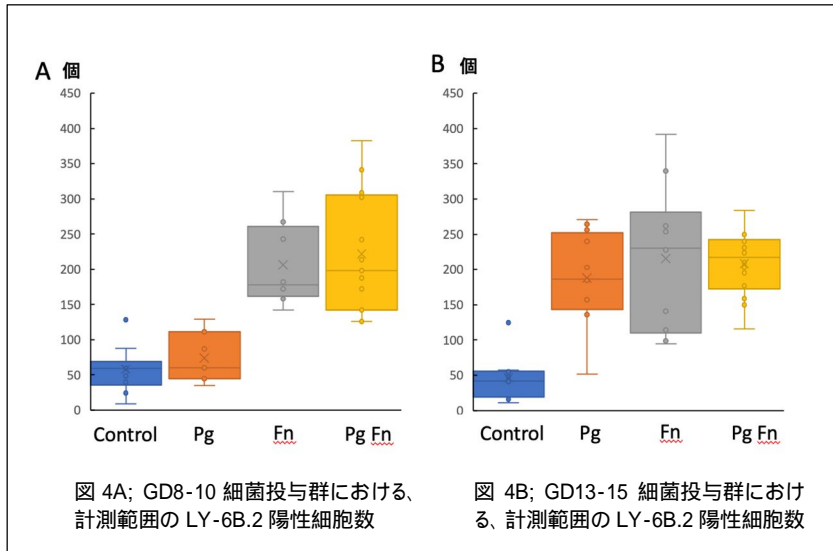 A 個
450
400
350
300
250
200
150
100
50
0
Control Pg Fn Pg Fn
図 4A; GD8-10 細菌投与群における、
計測範囲の LY-6B.2 陽性細胞数
B 個
450
400
350
300
250
200
150
100
50
0
Control Pg Fn Pg Fn
図 4B; GD13-15 細菌投与群におけ
る、計測範囲の LY-6B.2 陽性細胞数